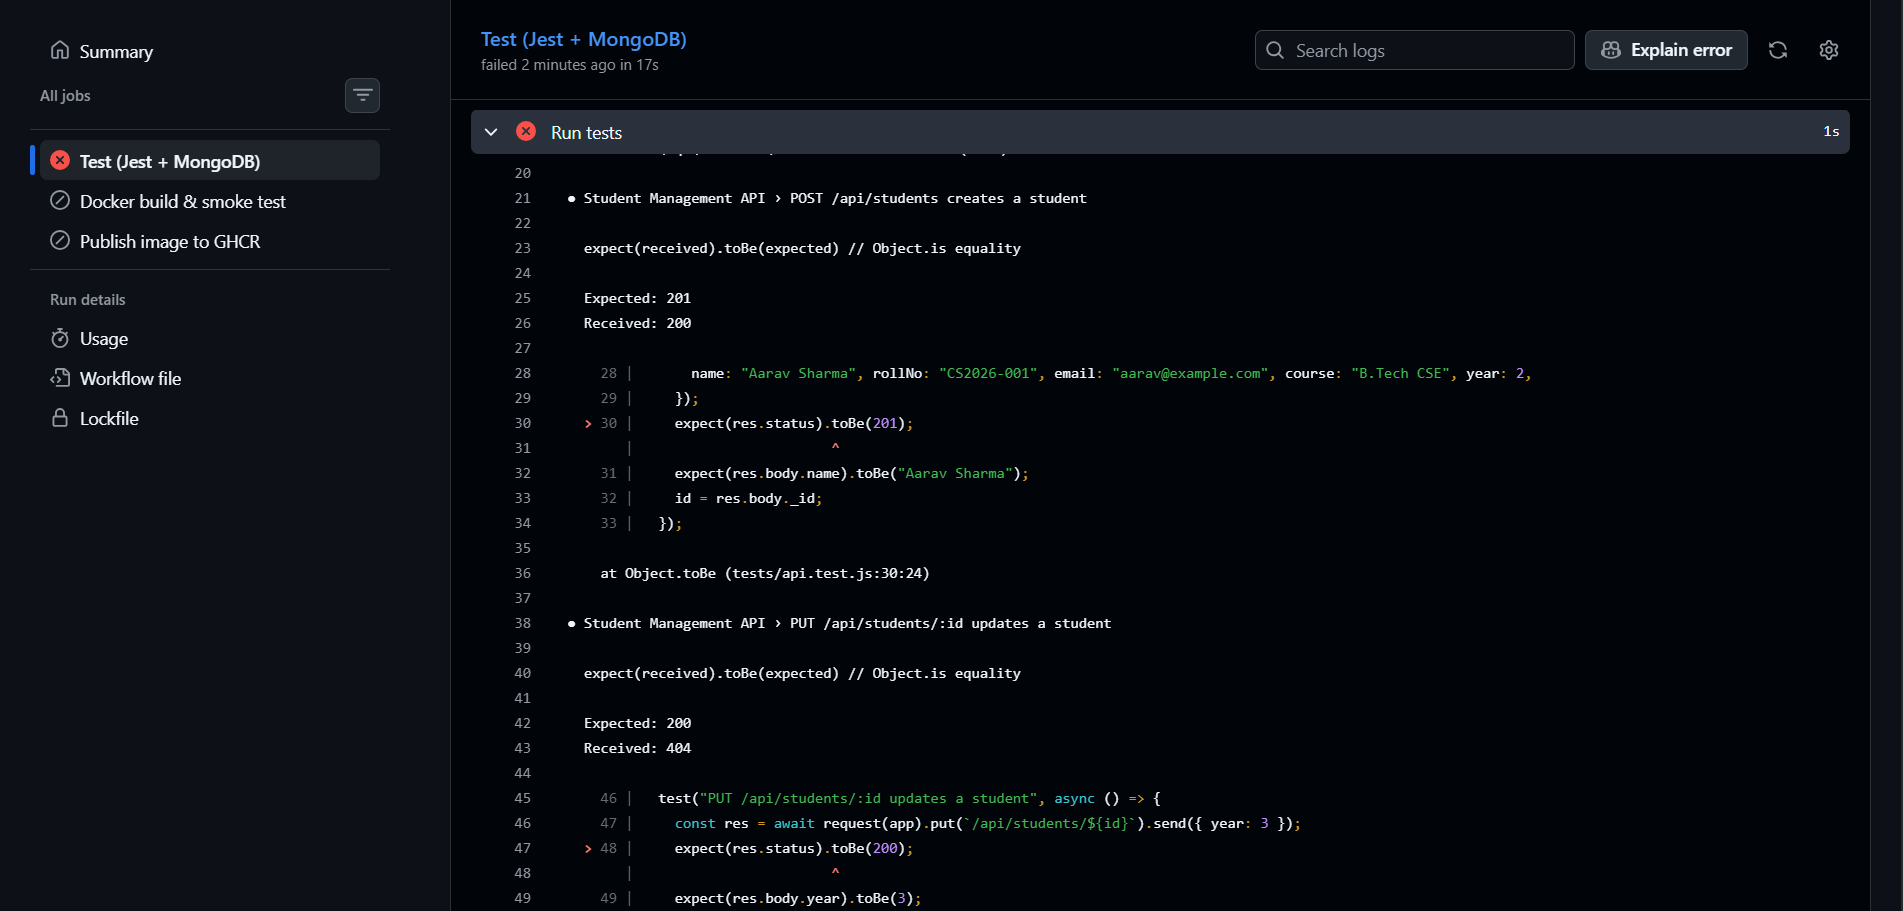 Summary
All jobs
Test (Jest + MongoDB)
Docker build & smoke test
Publish image to GHCR
Run details
Usage
Workflow file
Lockfile
Test (Jest + MongoDB)
failed 2 minutes ago in 17s
Search logs
Explain error
Run tests
1s
20
21 ● Student Management API › POST /api/students creates a student
22
23 expect(received).toBe(expected) // Object.is equality
24
25 Expected: 201
26 Received: 200
27
28 28 | name: "Aarav Sharma", rollNo: "CS2026-001", email: "aarav@example.com", course: "B.Tech CSE", year: 2,
29 29 | });
30 > 30 | expect(res.status).toBe(201);
31 | ^
32 31 | expect(res.body.name).toBe("Aarav Sharma");
33 32 | id = res.body._id;
34 33 | });
35
36 at Object.toBe (tests/api.test.js:30:24)
37
38 ● Student Management API › PUT /api/students/:id updates a student
39
40 expect(received).toBe(expected) // Object.is equality
41
42 Expected: 200
43 Received: 404
44
45 46 | test("PUT /api/students/:id updates a student", async () => {
46 47 | const res = await request(app).put(`/api/students/${id}`).send({ year: 3 });
47 > 48 | expect(res.status).toBe(200);
48 | ^
49 49 | expect(res.body.year).toBe(3);